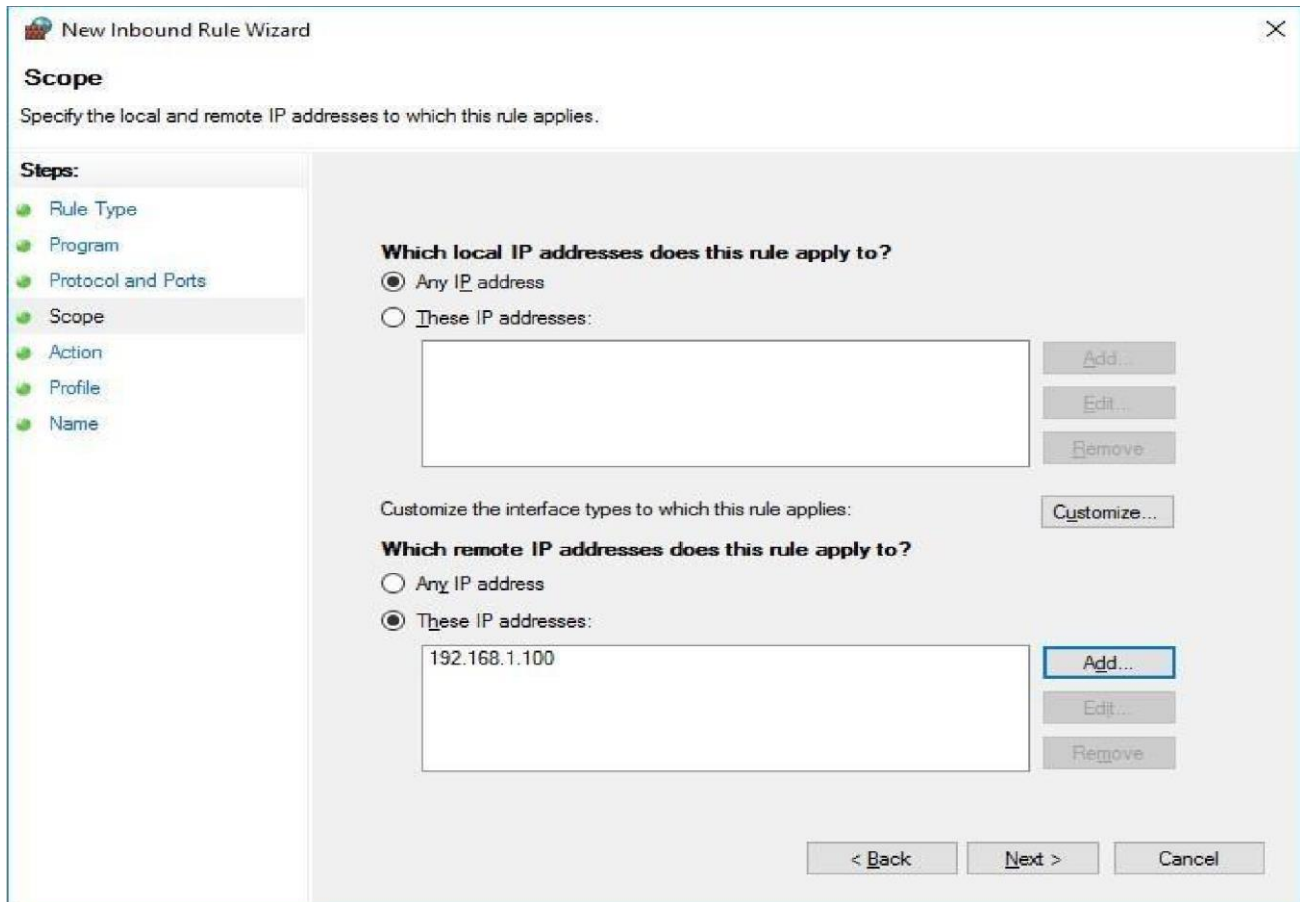 New Inbound Rule Wizard
Scope
Specify the local and remote IP addresses to which this rule applies.
Steps:
Rule Type
Program
Protocol and Ports
Scope
Action
Profile
Name
Which local IP addresses does this rule apply to?
Any IP address
These IP addresses:
Add...
Edit...
Remove
Customize the interface types to which this rule applies:
Customize...
Which remote IP addresses does this rule apply to?
Any IP address
These IP addresses:
192.168.1.100
Add...
Edit...
Remove
< Back
Next >
Cancel